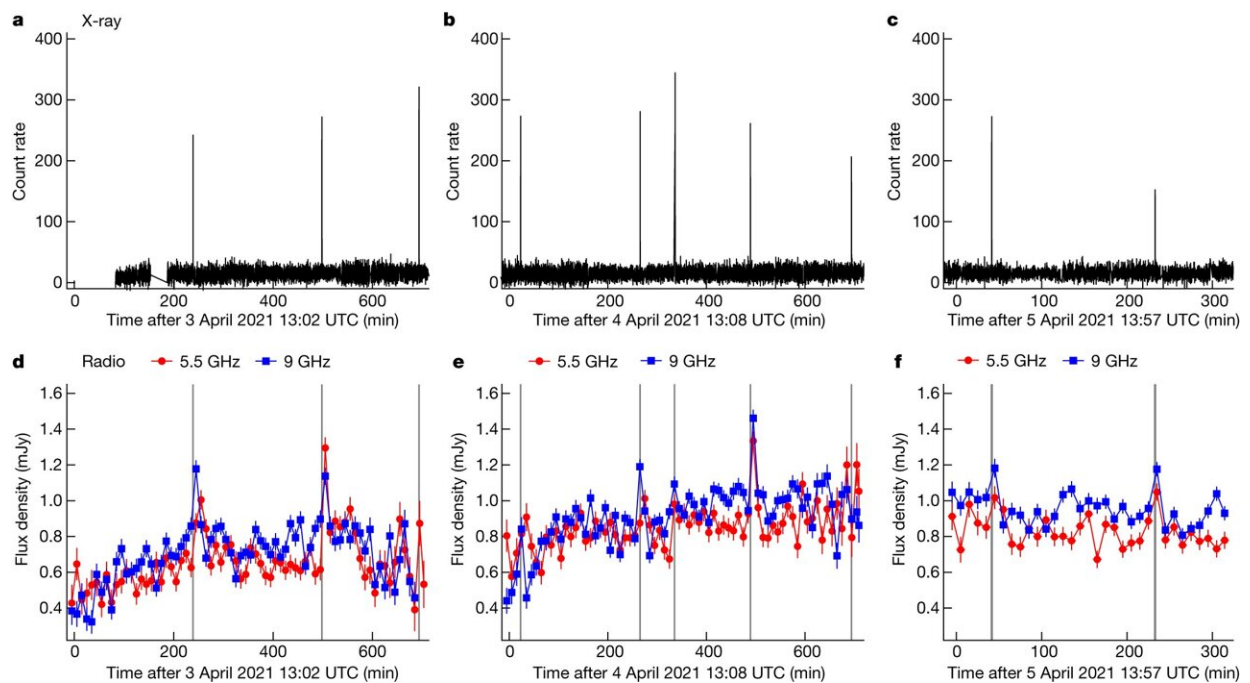 a X-ray
400
300
200
100
0
Count rate
0 200 400 600
Time after 3 April 2021 13:02 UTC (min)
b
400
300
200
100
0
Count rate
0 200 400 600
Time after 4 April 2021 13:08 UTC (min)
c
400
300
200
100
0
Count rate
0 100 200 300
Time after 5 April 2021 13:57 UTC (min)
d Radio 5.5 GHz 9 GHz
1.6
1.4
1.2
1.0
0.8
0.6
0.4
Flux density (mJy)
0 200 400 600
Time after 3 April 2021 13:02 UTC (min)
e 5.5 GHz 9 GHz
1.6
1.4
1.2
1.0
0.8
0.6
0.4
Flux density (mJy)
0 200 400 600
Time after 4 April 2021 13:08 UTC (min)
f 5.5 GHz 9 GHz
1.6
1.4
1.2
1.0
0.8
0.6
0.4
Flux density (mJy)
0 100 200 300
Time after 5 April 2021 13:57 UTC (min)